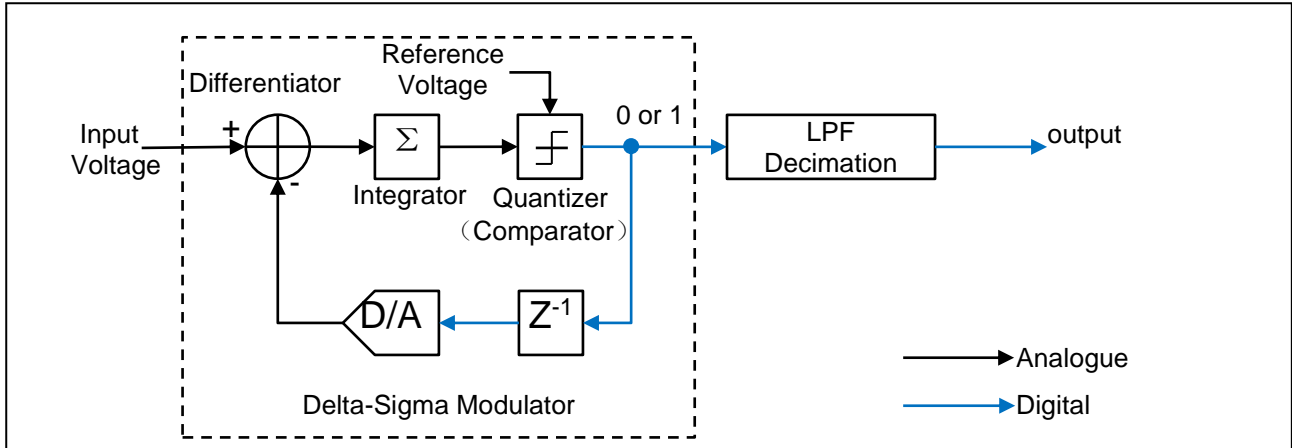 Reference
Voltage
Differentiator
0 or 1
Input
Voltage
+
-
Σ
LPF
Decimation
output
Integrator
Quantizer
（Comparator）
D/A
Z-1
Analogue
Digital
Delta-Sigma Modulator